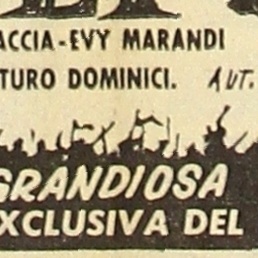 ACCIA-EVY MARANDI
TURO DOMINICI. AUT.
GRANDIOSA
XCLUSIVA DEL